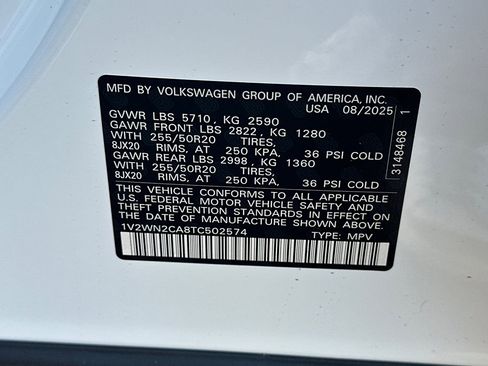 MFD BY VOLKSWAGEN GROUP OF AMERICA, INC.
USA 08/2025
GVWR LBS 5710, KG 2590
GAWR FRONT LBS 2822, KG 1280
WITH 255/50R20 TIRES,
8JX20 RIMS, AT 250 KPA, 36 PSI COLD
GAWR REAR LBS 2998, KG 1360
WITH 255/50R20 TIRES,
8JX20 RIMS, AT 250 KPA, 36 PSI COLD
THIS VEHICLE CONFORMS TO ALL APPLICABLE
U.S. FEDERAL MOTOR VEHICLE SAFETY AND
THEFT PREVENTION STANDARDS IN EFFECT ON
THE DATE OF MANUFACTURE SHOWN ABOVE.
1V2WN2CA8TC502574 TYPE: MPV
3148468 1